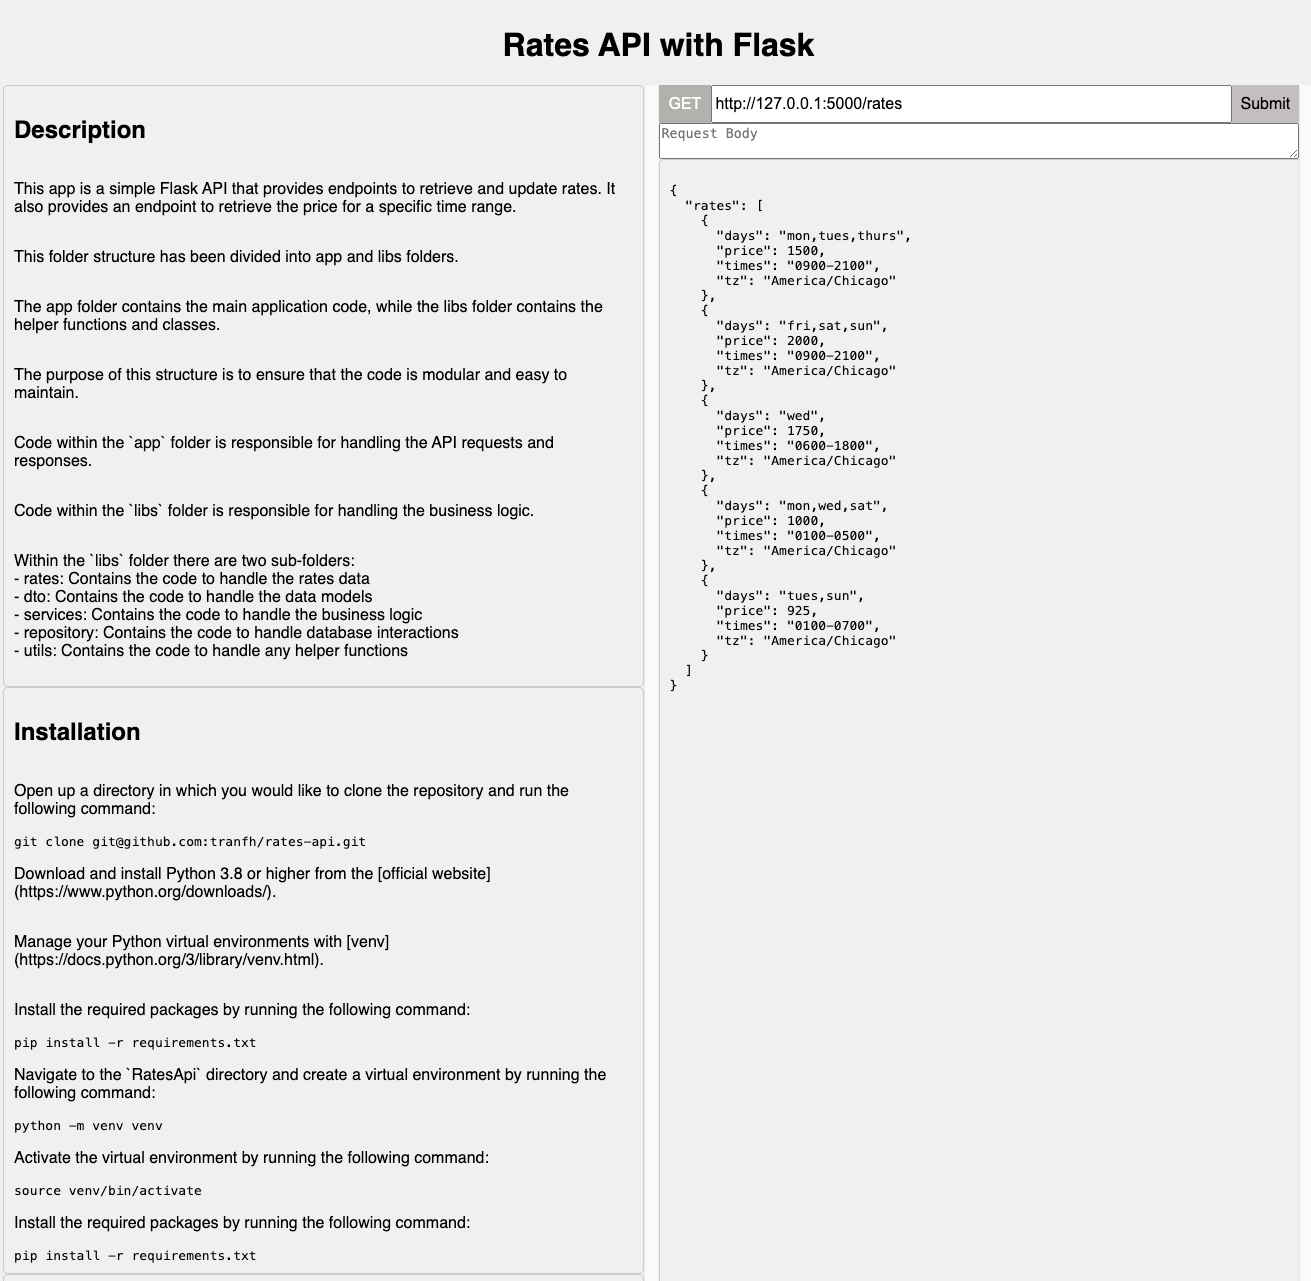 Rates API with Flask
Description
This app is a simple Flask API that provides endpoints to retrieve and update rates. It
also provides an endpoint to retrieve the price for a specific time range.
This folder structure has been divided into app and libs folders.
The app folder contains the main application code, while the libs folder contains the
helper functions and classes.
The purpose of this structure is to ensure that the code is modular and easy to
maintain.
Code within the `app` folder is responsible for handling the API requests and
responses.
Code within the `libs` folder is responsible for handling the business logic.
Within the `libs` folder there are two sub-folders:
- rates: Contains the code to handle the rates data
- dto: Contains the code to handle the data models
- services: Contains the code to handle the business logic
- repository: Contains the code to handle database interactions
- utils: Contains the code to handle any helper functions
Installation
Open up a directory in which you would like to clone the repository and run the
following command:
git clone git@github.com:tranfh/rates-api.git
Download and install Python 3.8 or higher from the [official website]
(https://www.python.org/downloads/).
Manage your Python virtual environments with [venv]
(https://docs.python.org/3/library/venv.html).
Install the required packages by running the following command:
pip install -r requirements.txt
Navigate to the `RatesApi` directory and create a virtual environment by running the
following command:
python -m venv venv
Activate the virtual environment by running the following command:
source venv/bin/activate
Install the required packages by running the following command:
pip install -r requirements.txt
GET http://127.0.0.1:5000/rates Submit
Request Body
{
  "rates": [
    {
      "days": "mon,tues,thurs",
      "price": 1500,
      "times": "0900-2100",
      "tz": "America/Chicago"
    },
    {
      "days": "fri,sat,sun",
      "price": 2000,
      "times": "0900-2100",
      "tz": "America/Chicago"
    },
    {
      "days": "wed",
      "price": 1750,
      "times": "0600-1800",
      "tz": "America/Chicago"
    },
    {
      "days": "mon,wed,sat",
      "price": 1000,
      "times": "0100-0500",
      "tz": "America/Chicago"
    },
    {
      "days": "tues,sun",
      "price": 925,
      "times": "0100-0700",
      "tz": "America/Chicago"
    }
  ]
}